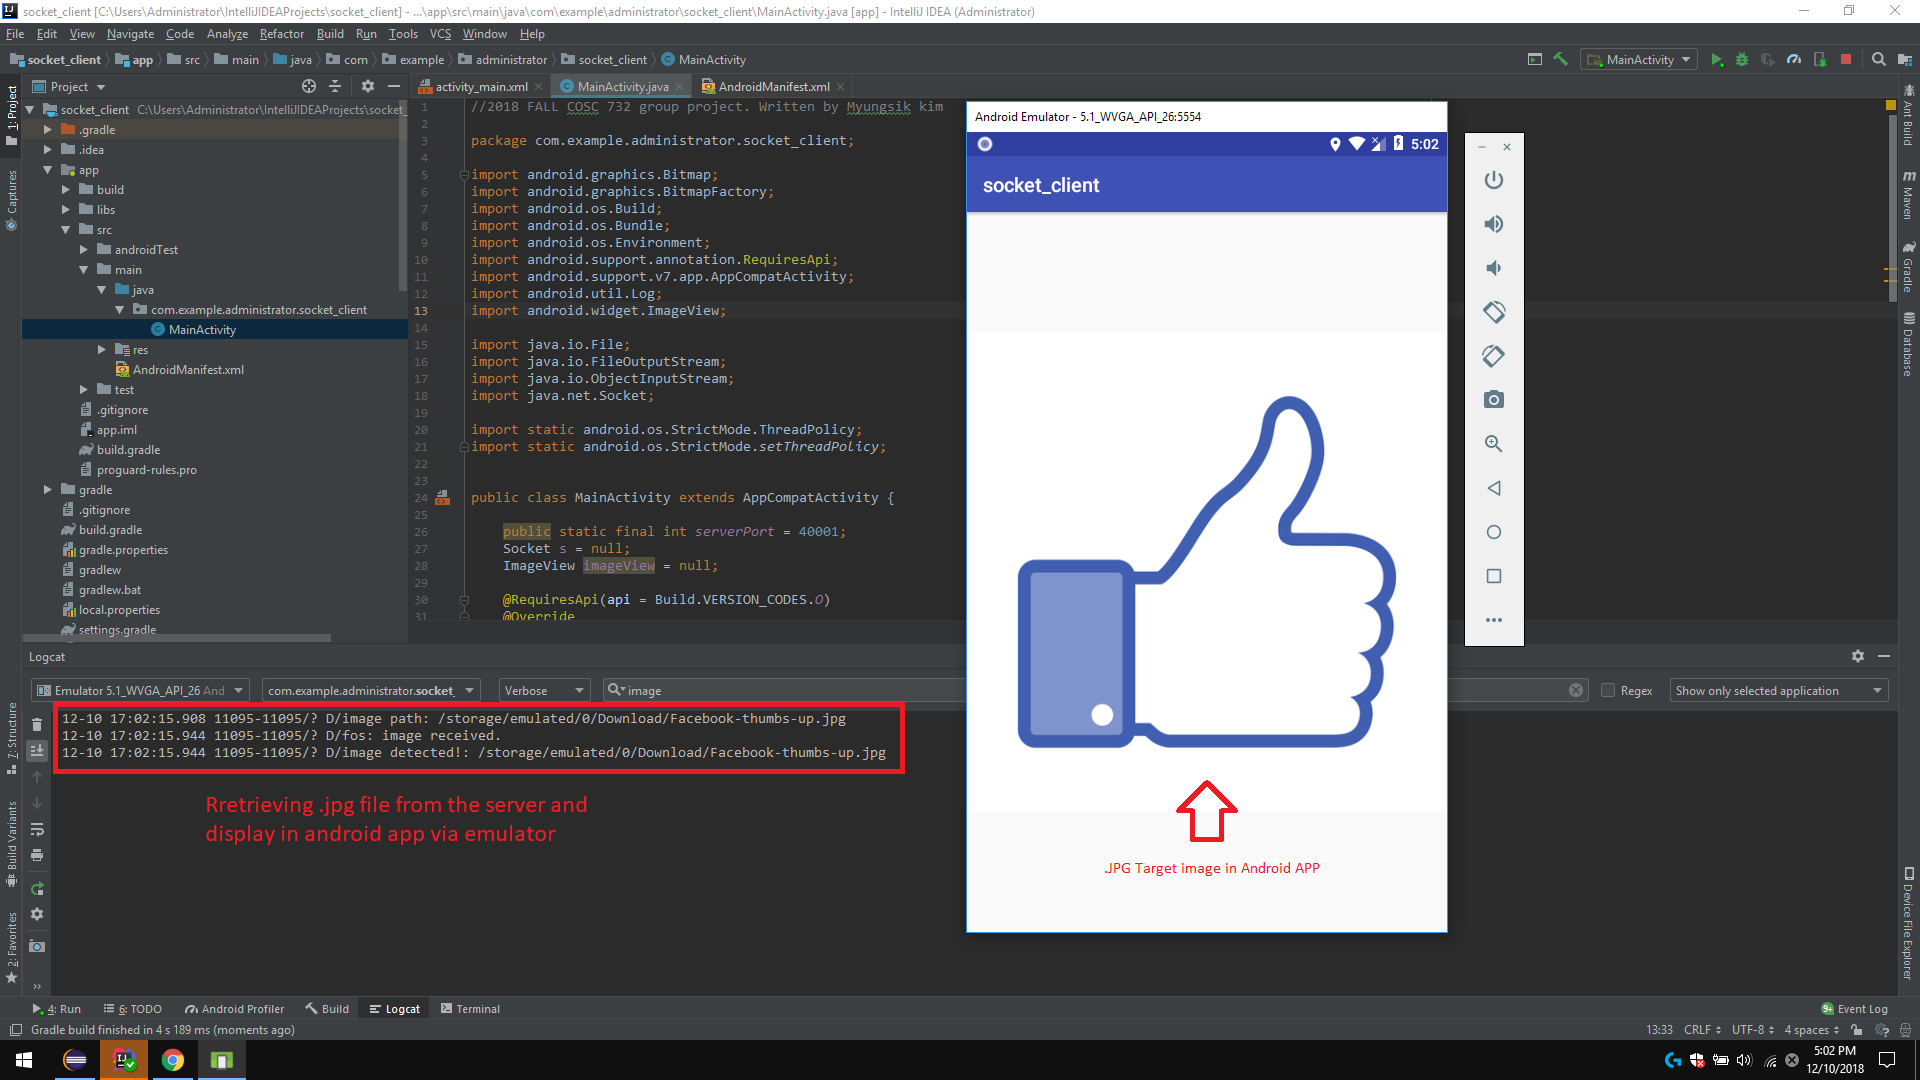 socket_client [C:\Users\Administrator\IntelliJIDEAProjects\socket_client] - ...\app\src\main\java\com\example\administrator\socket_client\MainActivity.java [app] - IntelliJ IDEA (Administrator)
File Edit View Navigate Code Analyze Refactor Build Run Tools VCS Window Help
socket_client app src main java com example administrator socket_client MainActivity
MainActivity
Project
activity_main.xml MainActivity.java AndroidManifest.xml
1: Project
Captures
Z: Structure
Build Variants
2: Favorites
socket_client C:\Users\Administrator\IntelliJIDEAProjects\socket_
.gradle
.idea
app
build
libs
src
androidTest
main
java
com.example.administrator.socket_client
MainActivity
res
AndroidManifest.xml
test
.gitignore
app.iml
build.gradle
proguard-rules.pro
gradle
.gitignore
build.gradle
gradle.properties
gradlew
gradlew.bat
local.properties
settings.gradle
1 //2018 FALL COSC 732 group project. Written by Myungsik kim
2
3 package com.example.administrator.socket_client;
4
5 import android.graphics.Bitmap;
6 import android.graphics.BitmapFactory;
7 import android.os.Build;
8 import android.os.Bundle;
9 import android.os.Environment;
10 import android.support.annotation.RequiresApi;
11 import android.support.v7.app.AppCompatActivity;
12 import android.util.Log;
13 import android.widget.ImageView;
14
15 import java.io.File;
16 import java.io.FileOutputStream;
17 import java.io.ObjectInputStream;
18 import java.net.Socket;
19
20 import static android.os.StrictMode.ThreadPolicy;
21 import static android.os.StrictMode.setThreadPolicy;
22
23
24 public class MainActivity extends AppCompatActivity {
25
26 public static final int serverPort = 40001;
27 Socket s = null;
28 ImageView imageView = null;
29
30 @RequiresApi(api = Build.VERSION_CODES.O)
31 @Override
Android Emulator - 5.1_WVGA_API_26:5554
5:02
socket_client
.JPG Target image in Android APP
Ant Build
Maven
Gradle
Database
Device File Explorer
Logcat
Emulator 5.1_WVGA_API_26 And com.example.administrator.socket_ Verbose image Regex Show only selected application
12-10 17:02:15.908 11095-11095/? D/image path: /storage/emulated/0/Download/Facebook-thumbs-up.jpg
12-10 17:02:15.944 11095-11095/? D/fos: image received.
12-10 17:02:15.944 11095-11095/? D/image detected!: /storage/emulated/0/Download/Facebook-thumbs-up.jpg
Rretrieving .jpg file from the server and
display in android app via emulator
4: Run 6: TODO Android Profiler Build Logcat Terminal Event Log
Gradle build finished in 4 s 189 ms (moments ago) 13:33 CRLF UTF-8 4 spaces
5:02 PM
12/10/2018